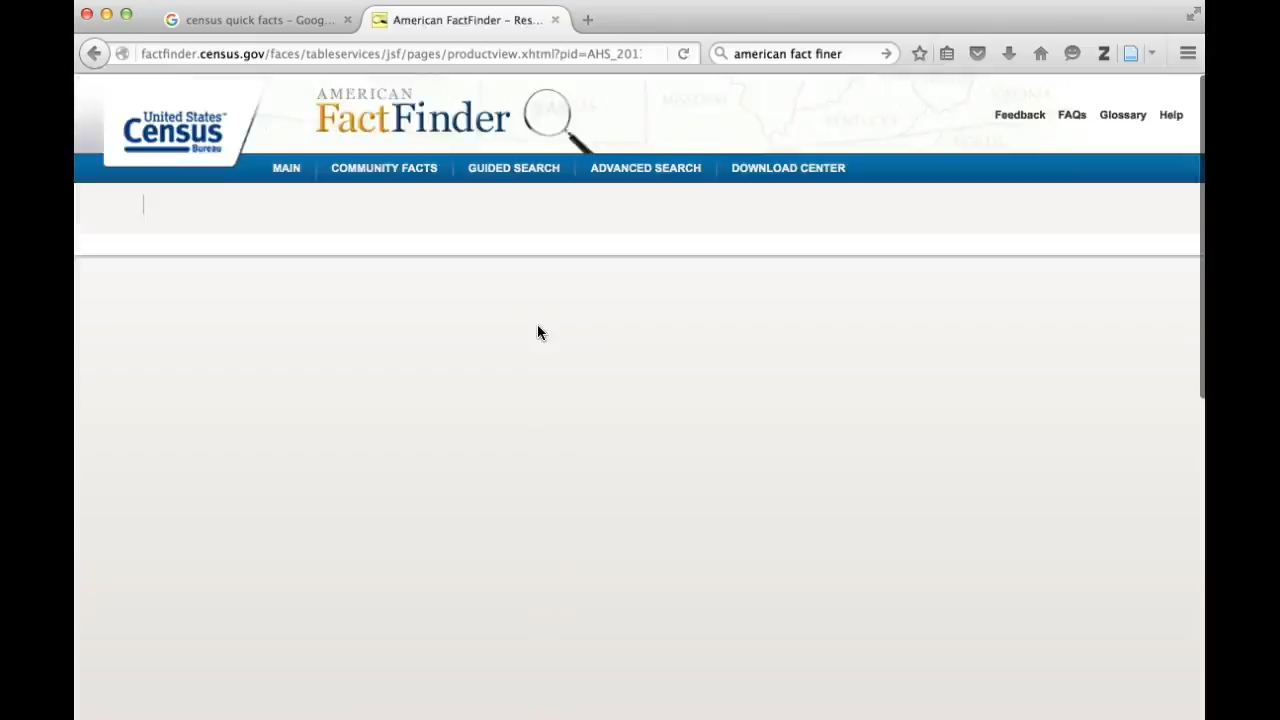 census quick facts – Goog...
American FactFinder – Res...
factfinder.census.gov/faces/tableservices/jsf/pages/productview.xhtml?pid=AHS_201
american fact finer
United States
Census
Bureau
AMERICAN
FactFinder
Feedback FAQs Glossary Help
MAIN COMMUNITY FACTS GUIDED SEARCH ADVANCED SEARCH DOWNLOAD CENTER